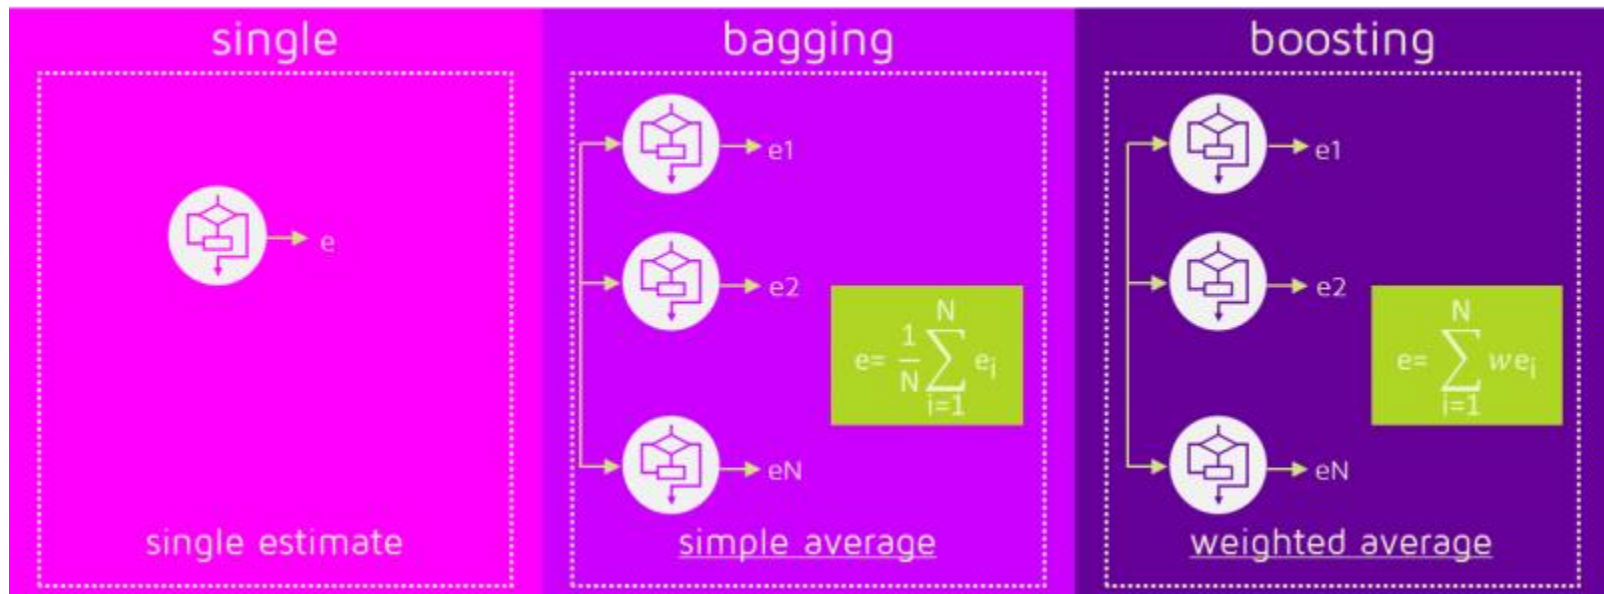 single
e
single estimate
bagging
e1
e2
eN
e= 1/N ∑ i=1 N eᵢ
simple average
boosting
e1
e2
eN
e= ∑ i=1 N weᵢ
weighted average